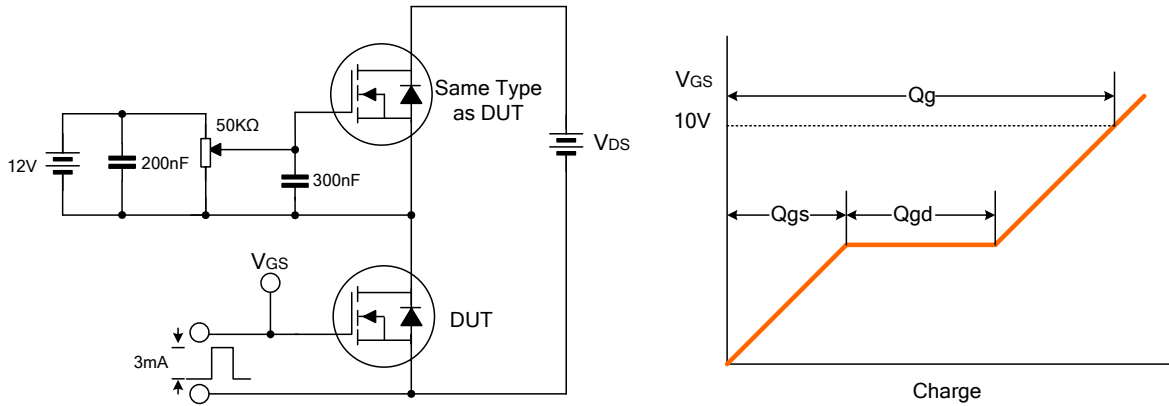 Same Type
as DUT
50KΩ
12V
200nF
300nF
VDS
VGS
DUT
3mA
VGS
10V
Qg
Qgs
Qgd
Charge